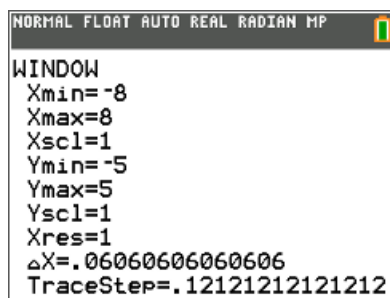 NORMAL FLOAT AUTO REAL RADIAN MP
WINDOW
Xmin=-8
Xmax=8
Xscl=1
Ymin=-5
Ymax=5
Yscl=1
Xres=1
△X=.06060606060606
TraceStep=.12121212121212